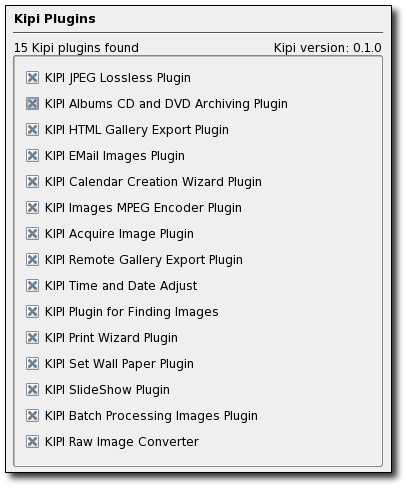 Kipi Plugins
15 Kipi plugins found Kipi version: 0.1.0
KIPI JPEG Lossless Plugin
KIPI Albums CD and DVD Archiving Plugin
KIPI HTML Gallery Export Plugin
KIPI EMail Images Plugin
KIPI Calendar Creation Wizard Plugin
KIPI Images MPEG Encoder Plugin
KIPI Acquire Image Plugin
KIPI Remote Gallery Export Plugin
KIPI Time and Date Adjust
KIPI Plugin for Finding Images
KIPI Print Wizard Plugin
KIPI Set Wall Paper Plugin
KIPI SlideShow Plugin
KIPI Batch Processing Images Plugin
KIPI Raw Image Converter